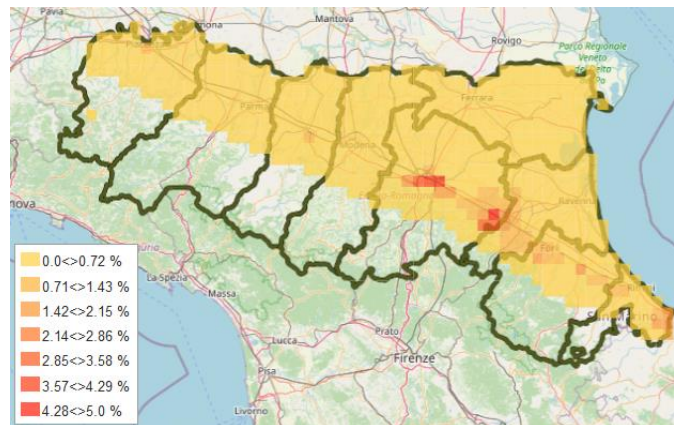 Pavia
Mantova
Rovigo
Parco Regionale
Veneto
Ferrara
Parma
Modena
Ravenna
Forlì
La Spezia
Massa
Prato
Lucca
Firenze
Pisa
Livorno
0.0<>0.72 %
0.71<>1.43 %
1.42<>2.15 %
2.14<>2.86 %
2.85<>3.58 %
3.57<>4.29 %
4.28<>5.0 %